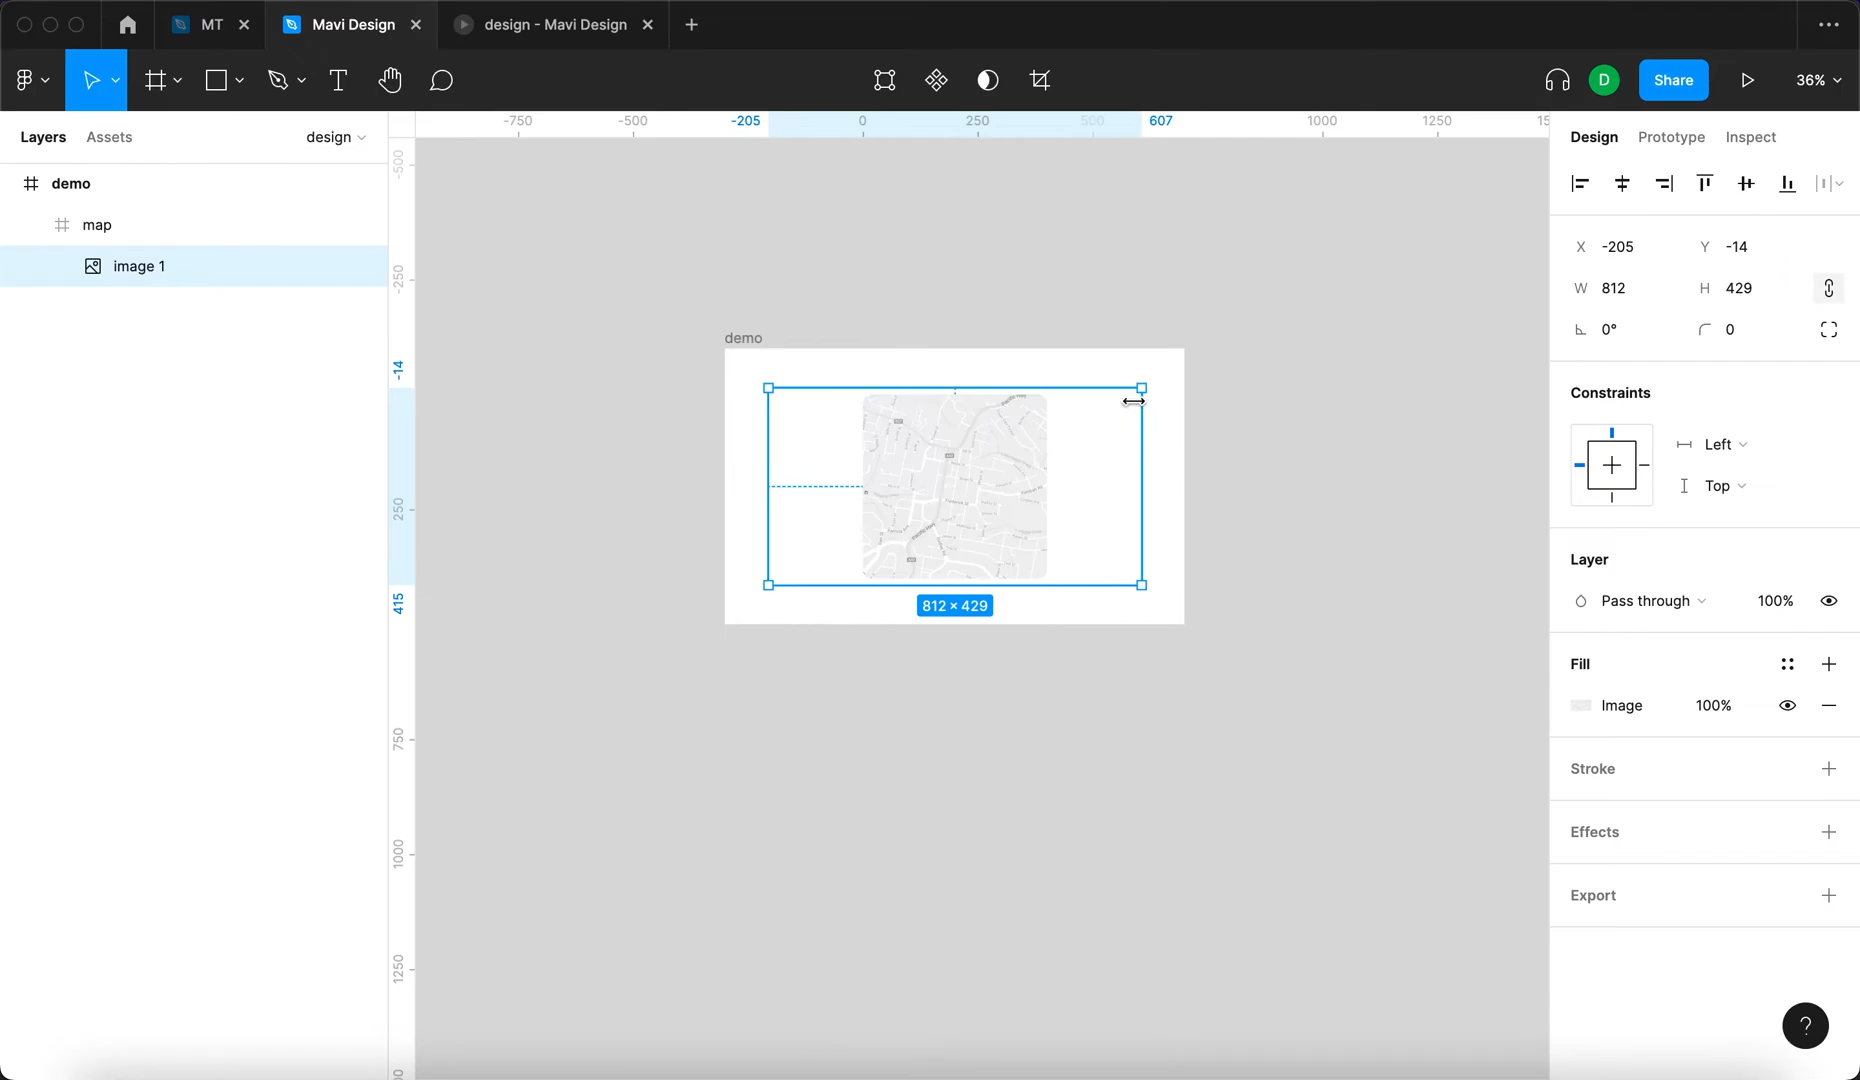 MT
Mavi Design
design - Mavi Design
D
Share
36%
Layers
Assets
design
Design
Prototype
Inspect
-750
-500
-205
0
250
500
607
1000
1250
15
-500
-250
-14
250
415
750
1000
1250
demo
map
image 1
demo
812 × 429
X -205
Y -14
W 812
H 429
0°
0
Constraints
Left
Top
Layer
Pass through
100%
Fill
Image
100%
Stroke
Effects
Export
?